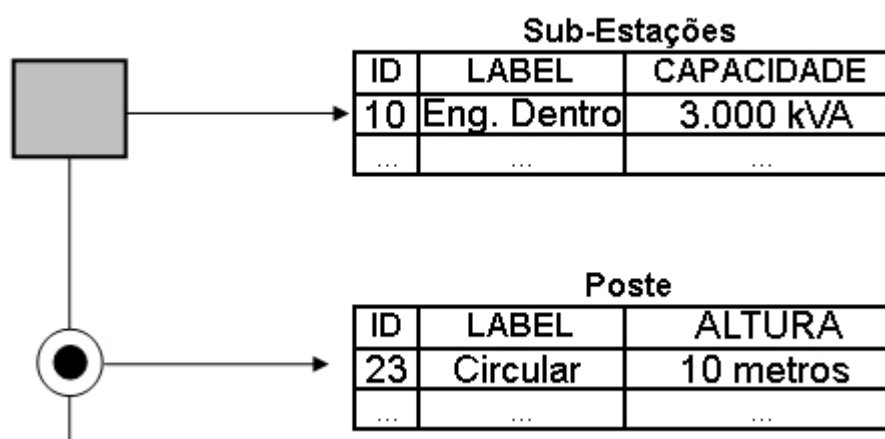 Sub-Estações
ID LABEL CAPACIDADE
10 Eng. Dentro 3.000 kVA
... ... ...
Poste
ID LABEL ALTURA
23 Circular 10 metros
... ... ...